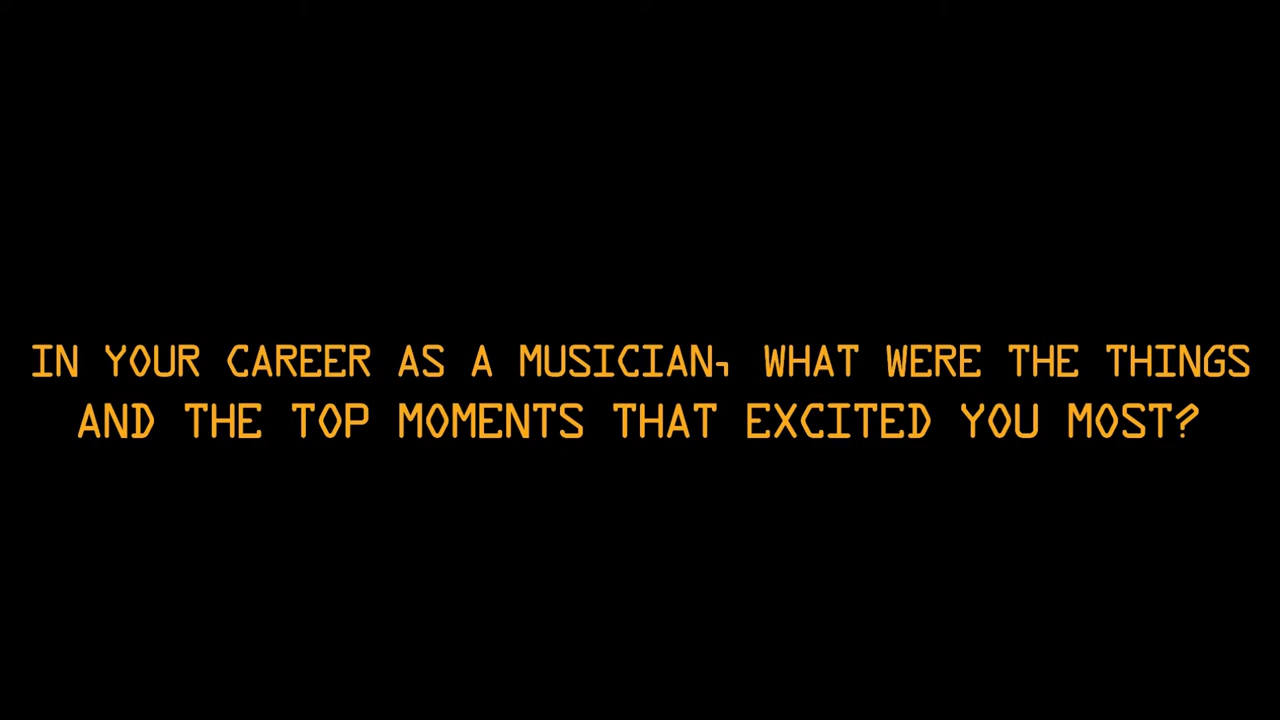 IN YOUR CAREER AS A MUSICIAN, WHAT WERE THE THINGS
AND THE TOP MOMENTS THAT EXCITED YOU MOST?